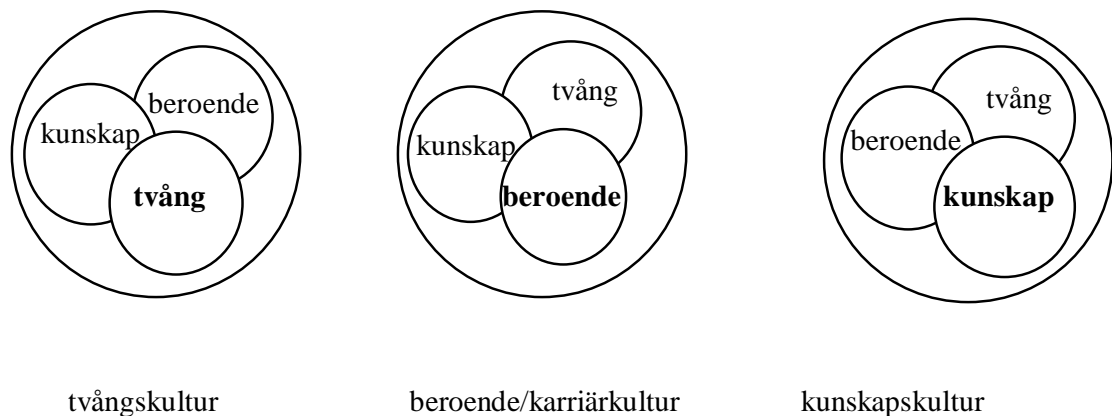 beroende
kunskap
tvång
tvång
kunskap
beroende
tvång
beroende
kunskap
tvångskultur
beroende/karriärkultur
kunskapskultur